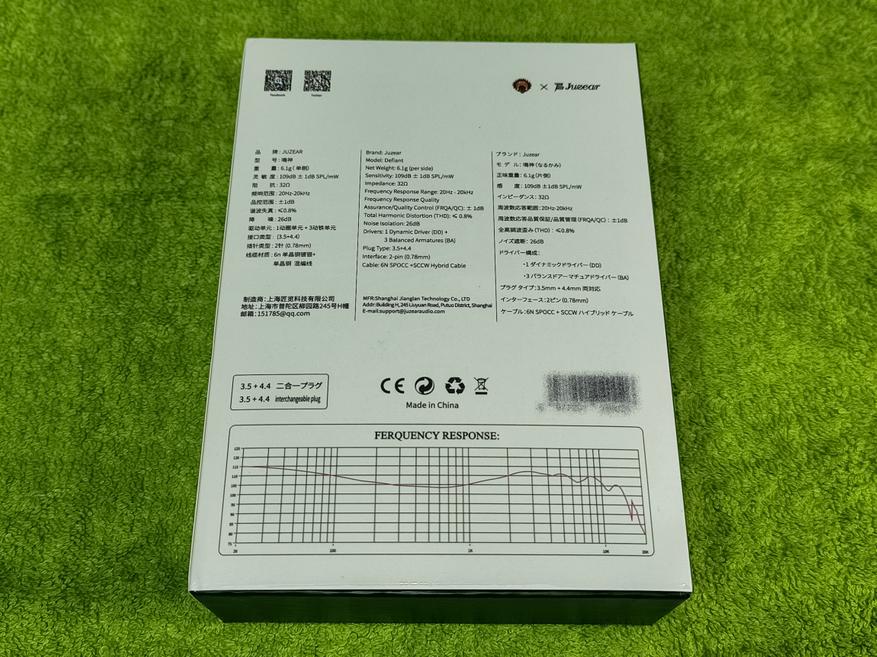 Facebook
Twitter
× Juzear
品 牌: JUZEAR
型 号: 鳴神
重 量: 6.1g (单侧)
灵 敏 度: 109dB ± 1dB SPL/mW
阻 抗: 32Ω
频响范围: 20Hz-20kHz
品控范围: ±1dB
谐波失真: ≤0.8%
降 噪: 26dB
驱动单元: 1动圈单元+3动铁单元
接口类型: (3.5+4.4)
插针类型: 2针 (0.78mm)
线缆材质: 6n 单晶铜镀银+
单晶铜 混编线
制造商: 上海匠览科技有限公司
地址: 上海市普陀区柳园路245号H幢
邮箱: 151785@qq.com
Brand: Juzear
Model: Defiant
Net Weight: 6.1g (per side)
Sensitivity: 109dB ± 1dB SPL/mW
Impedance: 32Ω
Frequency Response Range: 20Hz - 20kHz
Frequency Response Quality
Assurance/Quality Control (FRQA/QC): ± 1dB
Total Harmonic Distortion (THD): ≤ 0.8%
Noise Isolation: 26dB
Drivers: 1 Dynamic Driver (DD) +
3 Balanced Armatures (BA)
Plug Type: 3.5+4.4
Interface: 2-pin (0.78mm)
Cable: 6N SPOCC +SCCW Hybrid Cable
MFR:Shanghai Jianglan Technology Co., LTD
Addr:Building H,245 Liuyuan Road, Putuo District, Shanghai
E-mail:support@juzearaudio.com
ブランド: Juzear
モ デ ル: 鳴神 (なるかみ)
正味重量: 6.1g (片側)
感 度: 109dB ±1dB SPL/mW
インピーダンス: 32Ω
周波数応答範囲: 20Hz-20kHz
周波数応答品質保証/品質管理 (FRQA/QC): ±1dB
全高調波歪み (THD): ≤0.8%
ノイズ遮断: 26dB
ドライバー構成:
・1 ダイナミックドライバー (DD)
・3 バランスドアーマチュアドライバー (BA)
プラグ タイプ: 3.5mm + 4.4mm 両対応
インターフェース: 2ピン (0.78mm)
ケーブル: 6N SPOCC + SCCW ハイブリッド ケーブル
3.5 + 4.4 二合一プラグ
3.5 + 4.4 interchangeable plug
CE
Made in China
FERQUENCY RESPONSE:
125
120
115
110
105
100
95
90
85
80
75
20
100
1K
10K
20K